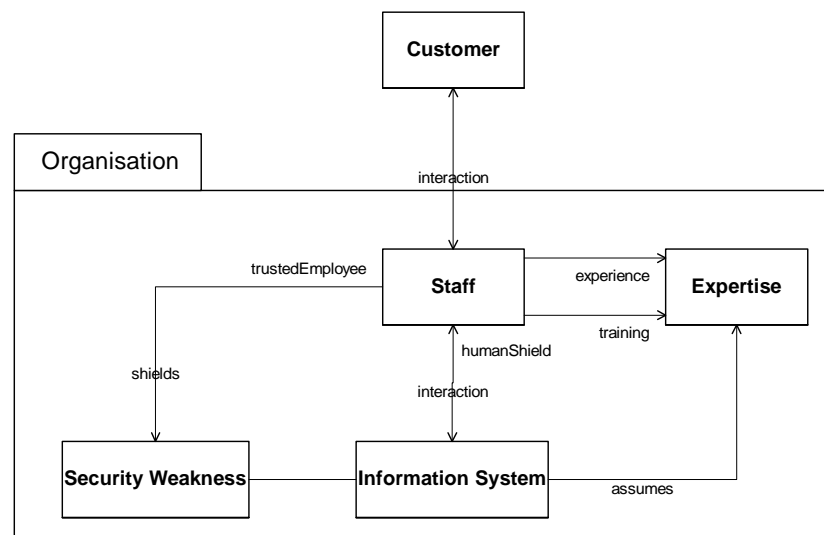 Customer
Organisation
interaction
trustedEmployee
Staff
experience
Expertise
training
humanShield
shields
interaction
Security Weakness
Information System
assumes